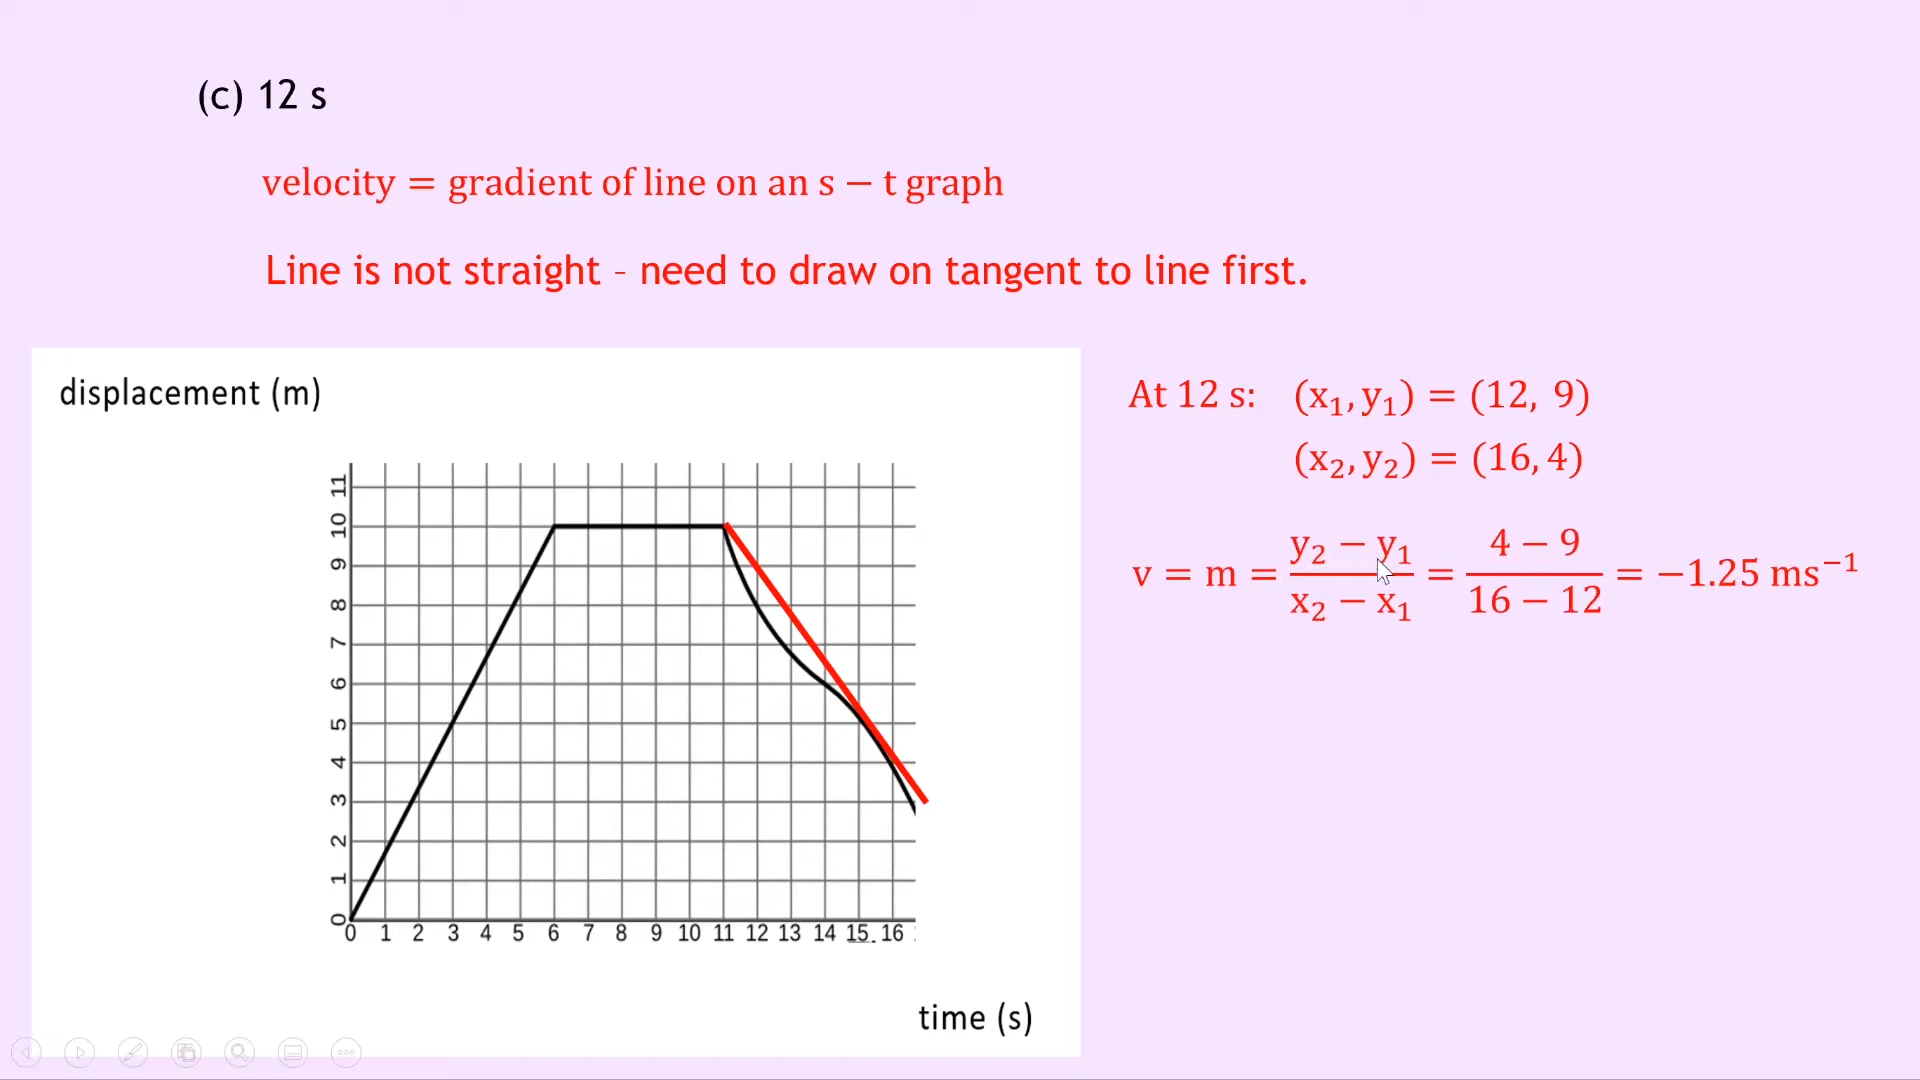 (c) 12 s
velocity = gradient of line on an s − t graph
Line is not straight - need to draw on tangent to line first.
displacement (m)
At 12 s: (x₁, y₁) = (12, 9)
(x₂, y₂) = (16, 4)
v = m = (y₂ − y₁)/(x₂ − x₁) = (4 − 9)/(16 − 12) = −1.25 ms⁻¹
11
10
9
8
7
6
5
4
3
2
1
0
0 1 2 3 4 5 6 7 8 9 10 11 12 13 14 15 16
time (s)